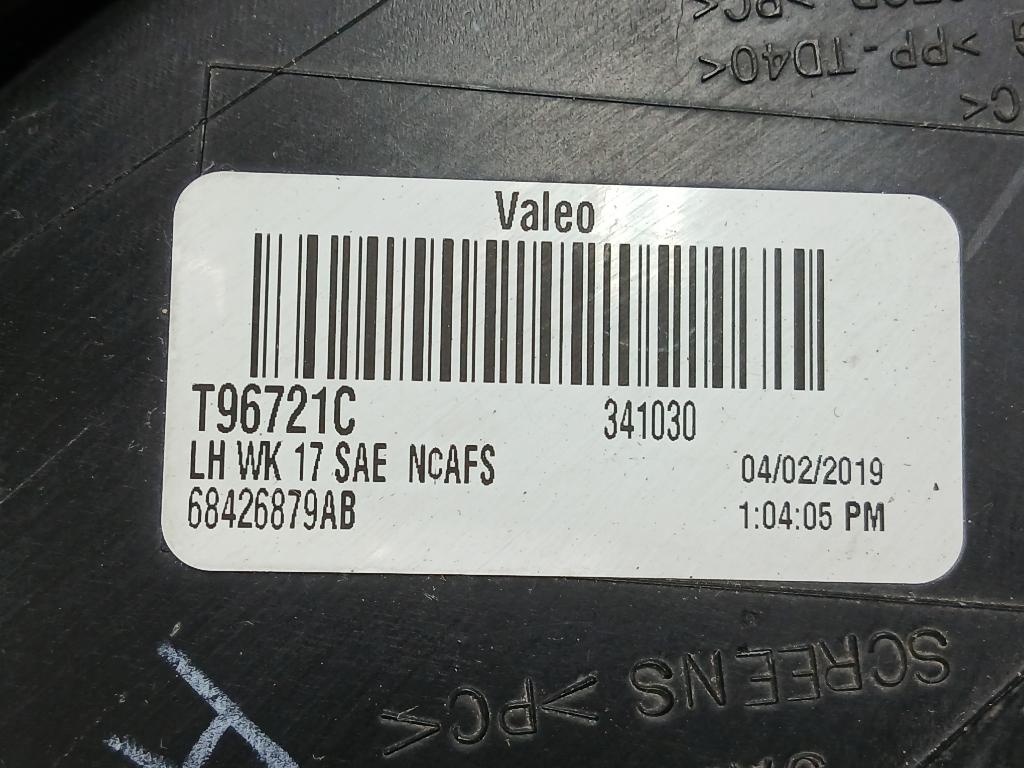 >PC<
>PP-TD40<
Valeo
T96721C
341030
LH WK 17 SAE NCAFS
04/02/2019
68426879AB
1:04:05 PM
SCREENS >PC<